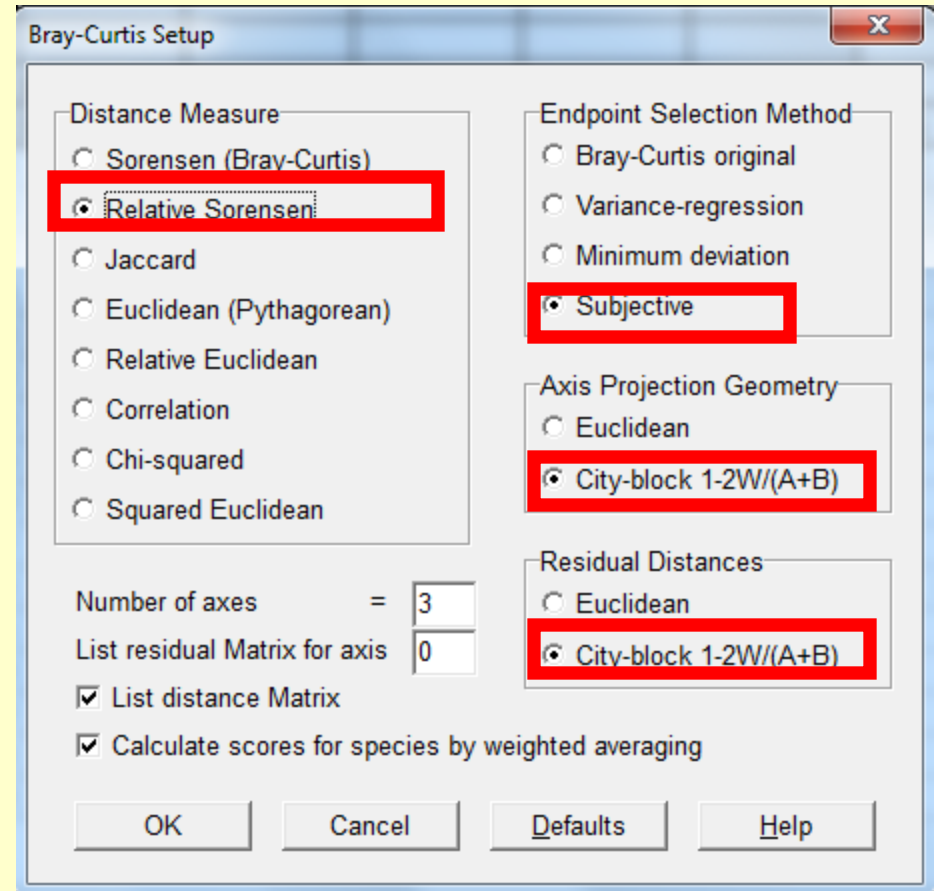 Bray-Curtis Setup
X
Distance Measure
Sorensen (Bray-Curtis)
Relative Sorensen
Jaccard
Euclidean (Pythagorean)
Relative Euclidean
Correlation
Chi-squared
Squared Euclidean
Endpoint Selection Method
Bray-Curtis original
Variance-regression
Minimum deviation
Subjective
Axis Projection Geometry
Euclidean
City-block 1-2W/(A+B)
Residual Distances
Euclidean
City-block 1-2W/(A+B)
Number of axes = 3
List residual Matrix for axis 0
List distance Matrix
Calculate scores for species by weighted averaging
OK Cancel Defaults Help